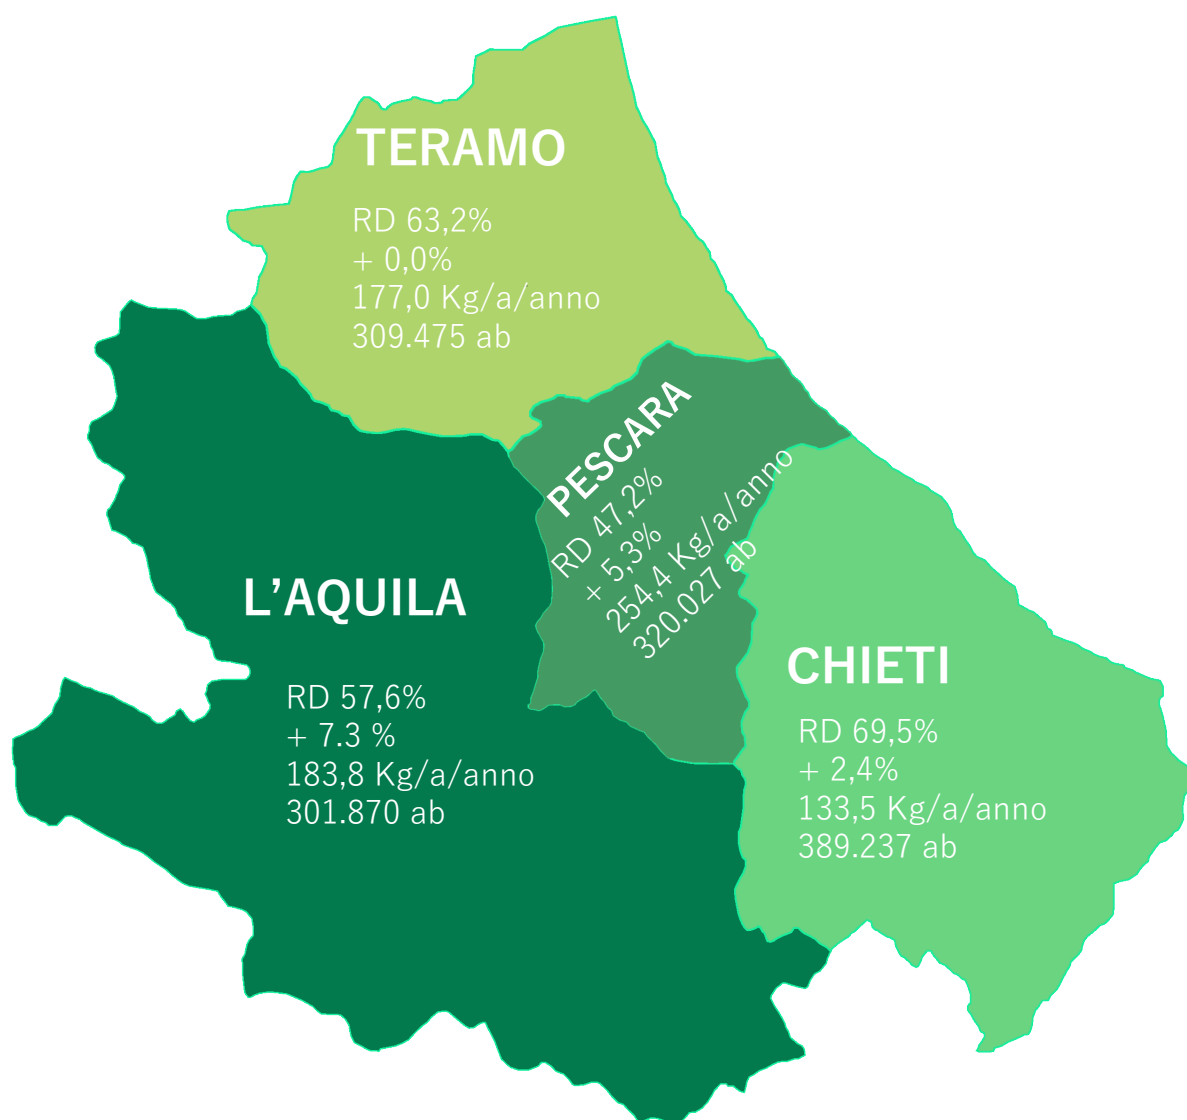 TERAMO
RD 63,2%
+ 0,0%
177,0 Kg/a/anno
309.475 ab
PESCARA
RD 47,2%
+ 5,3%
254,4 Kg/a/anno
320.027 ab
L’AQUILA
RD 57,6%
+ 7.3 %
183,8 Kg/a/anno
301.870 ab
CHIETI
RD 69,5%
+ 2,4%
133,5 Kg/a/anno
389.237 ab